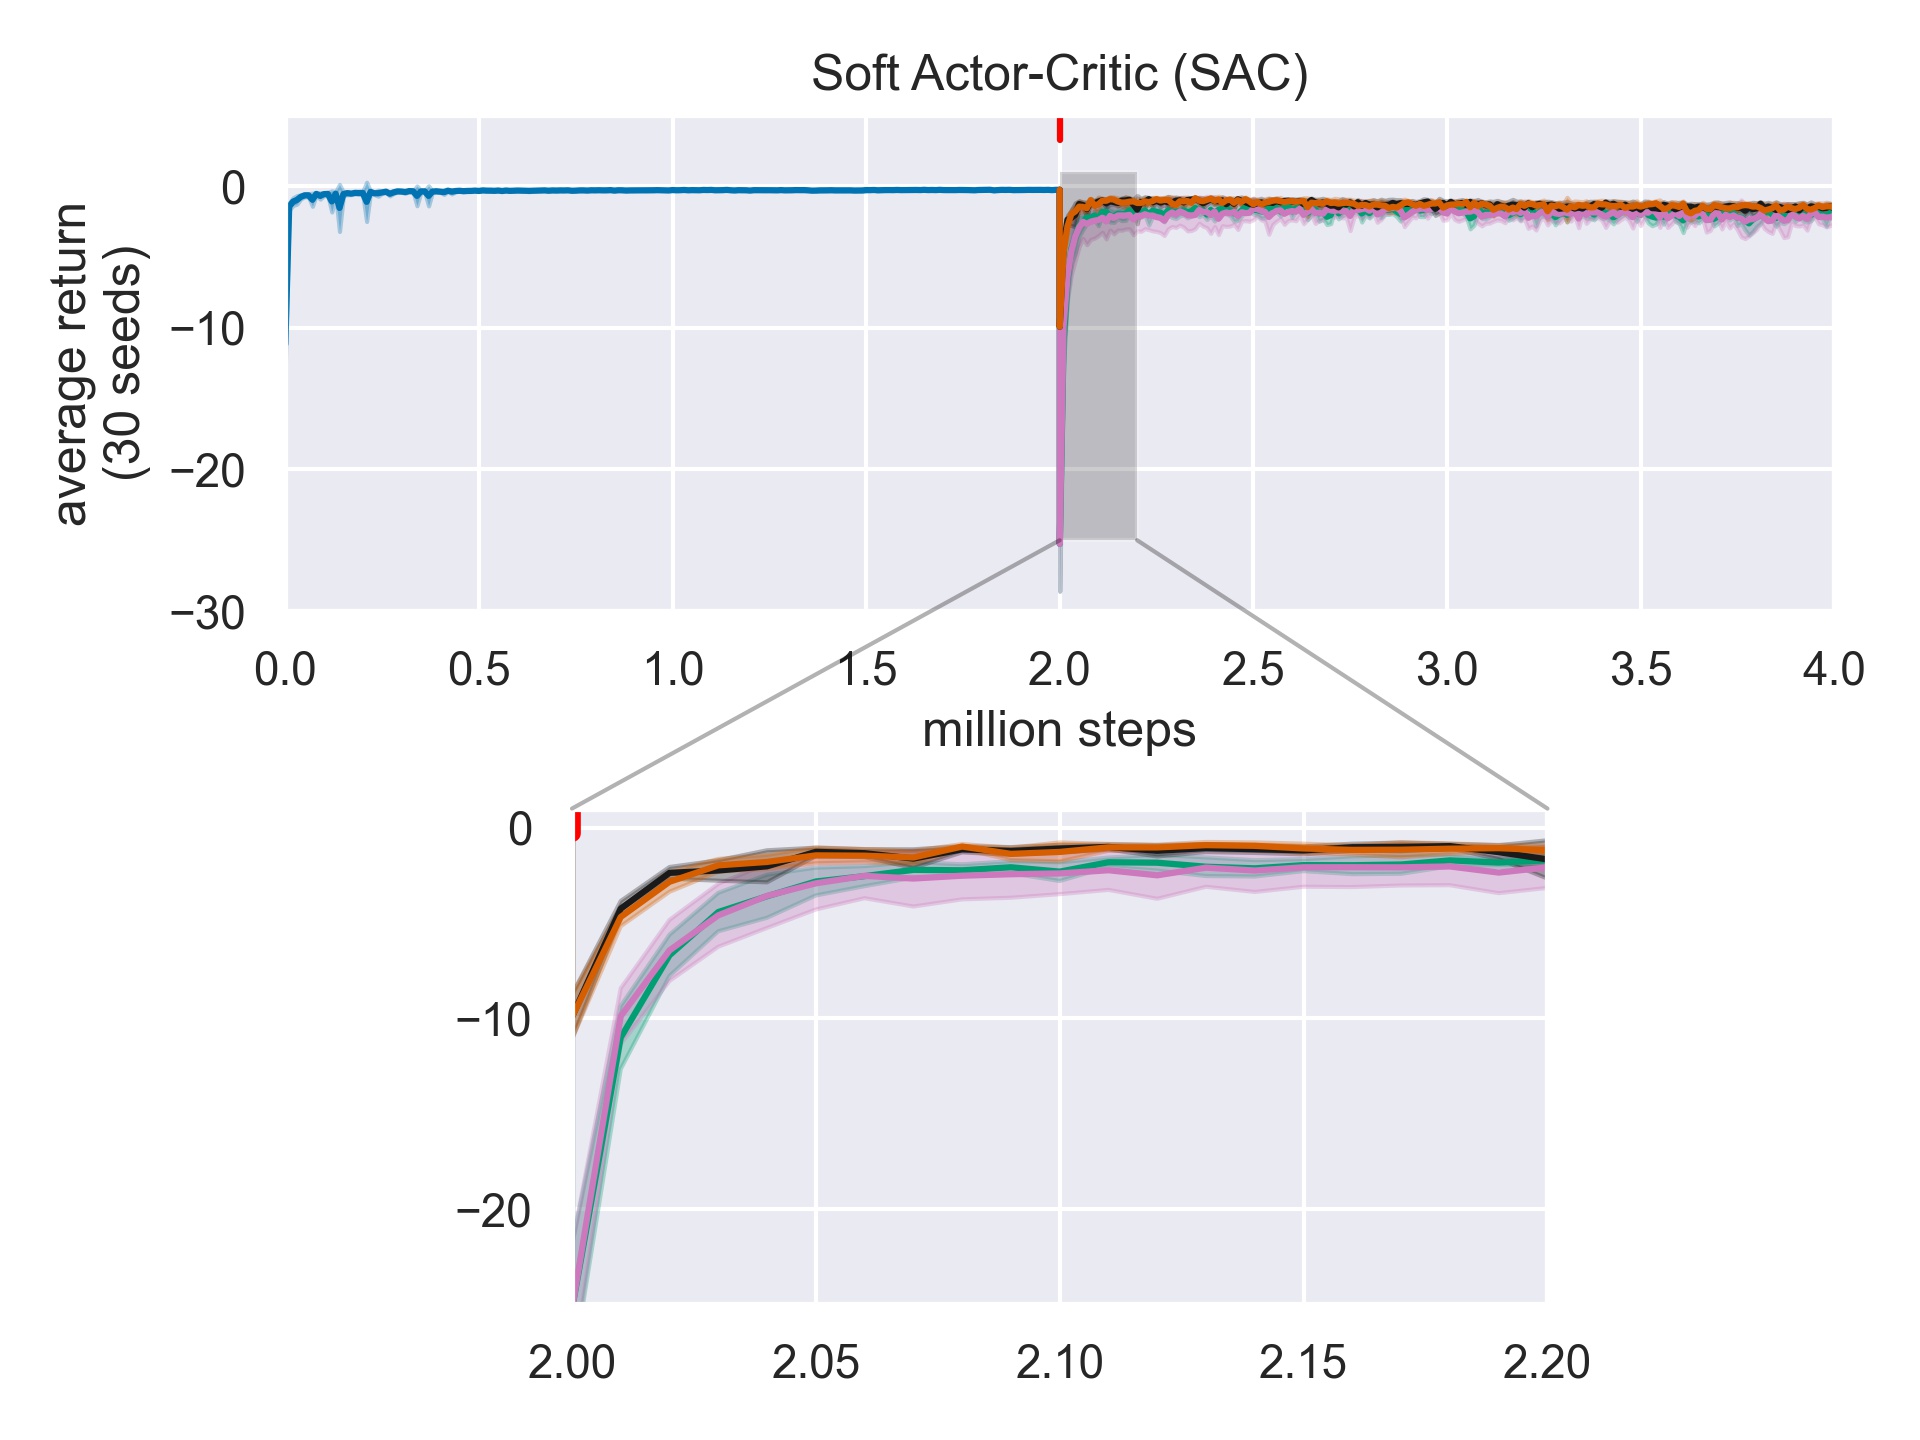 Soft Actor-Critic (SAC)
average return
(30 seeds)
0
−10
−20
−30
0.0 0.5 1.0 1.5 2.0 2.5 3.0 3.5 4.0
million steps
0
−10
−20
2.00 2.05 2.10 2.15 2.20